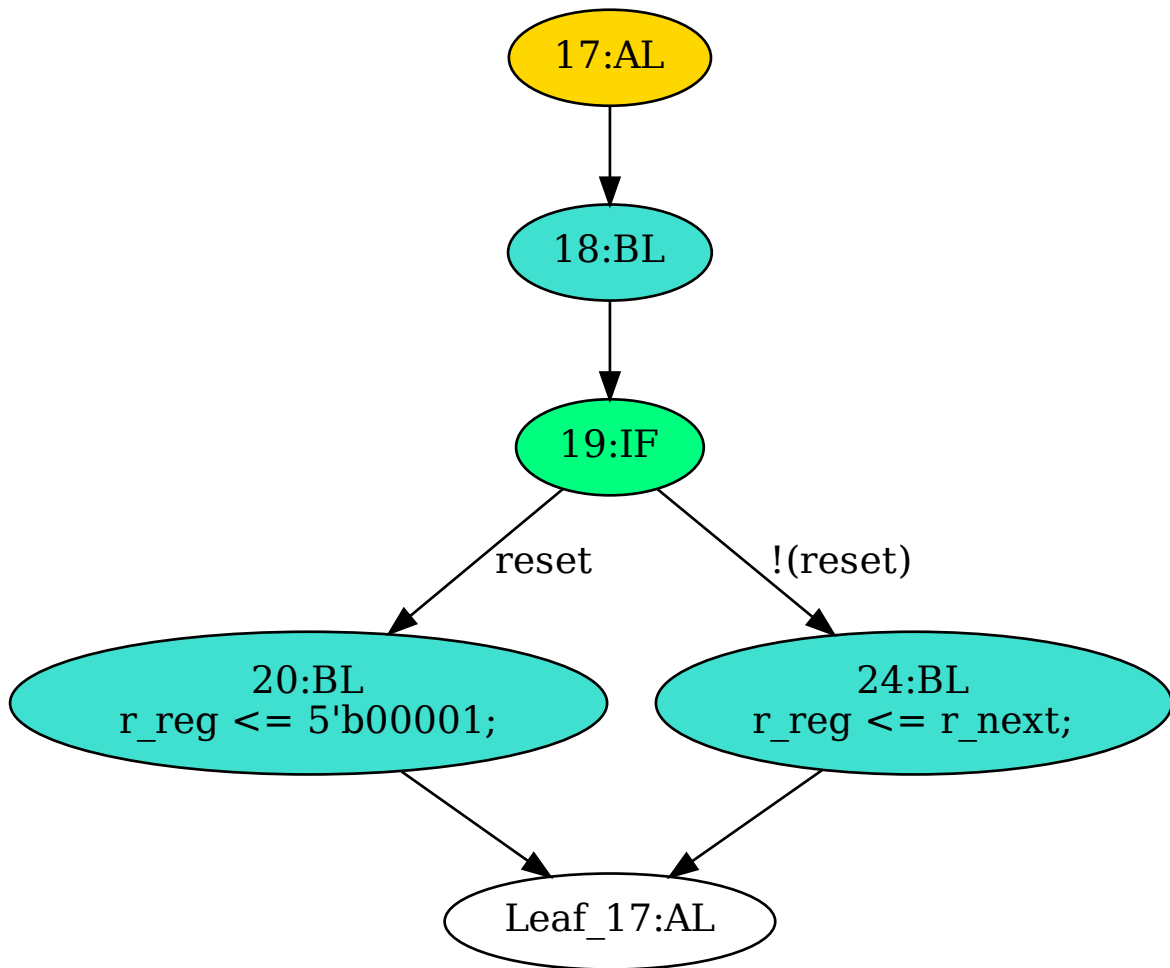 17:AL
18:BL
19:IF
reset
!(reset)
20:BL
r_reg <= 5'b00001;
24:BL
r_reg <= r_next;
Leaf_17:AL